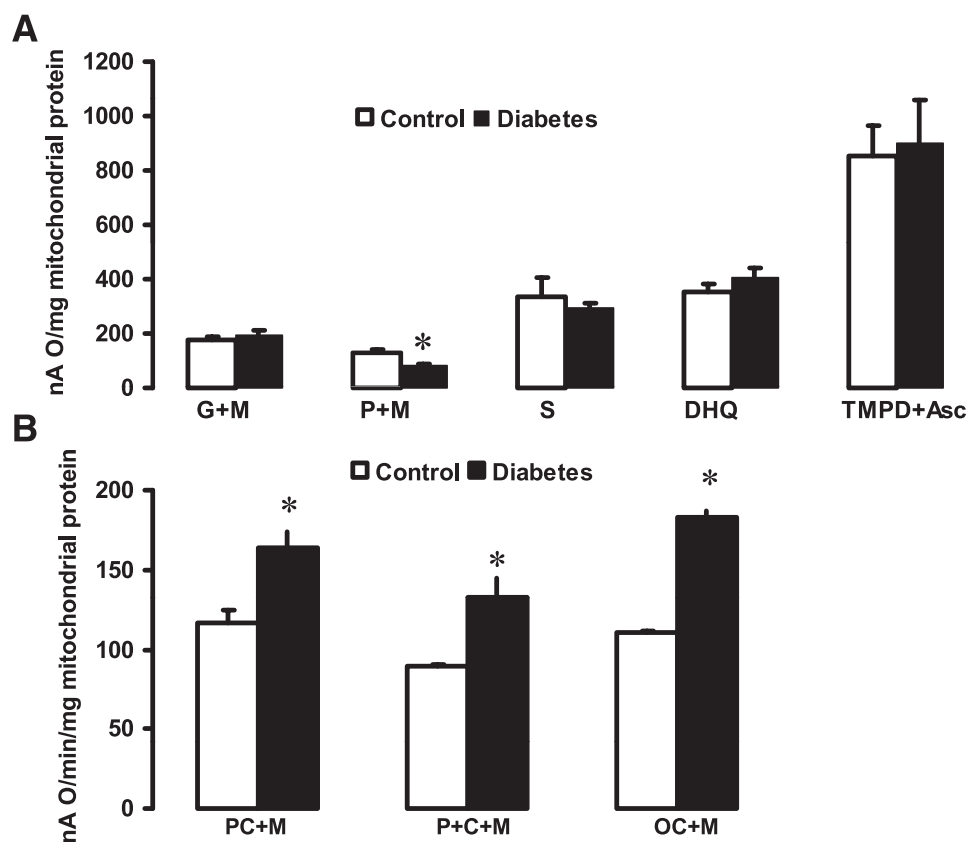 A
nA O/mg mitochondrial protein
1200
1000
800
600
400
200
0
Control Diabetes
*
G+M P+M S DHQ TMPD+Asc
B
nA O/min/mg mitochondrial protein
200
150
100
50
0
Control Diabetes
* * *
PC+M P+C+M OC+M